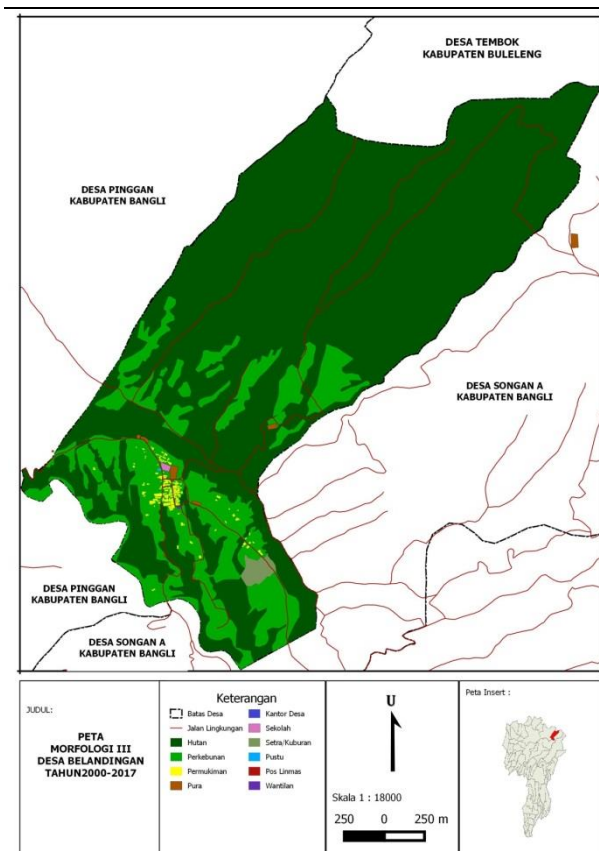 DESA TEMBOK
KABUPATEN BULELENG
DESA PINGGAN
KABUPATEN BANGLI
DESA SONGAN A
KABUPATEN BANGLI
DESA PINGGAN
KABUPATEN BANGLI
DESA SONGAN A
KABUPATEN BANGLI
JUDUL:
PETA
MORFOLOGI III
DESA BELANDINGAN
TAHUN2000-2017
Keterangan
Batas Desa
Jalan Lingkungan
Hutan
Perkebunan
Permukiman
Pura
Kantor Desa
Sekolah
Setra/Kuburan
Pustu
Pos Linmas
Wantilan
U
Skala 1 : 18000
250 0 250 m
Peta Insert :